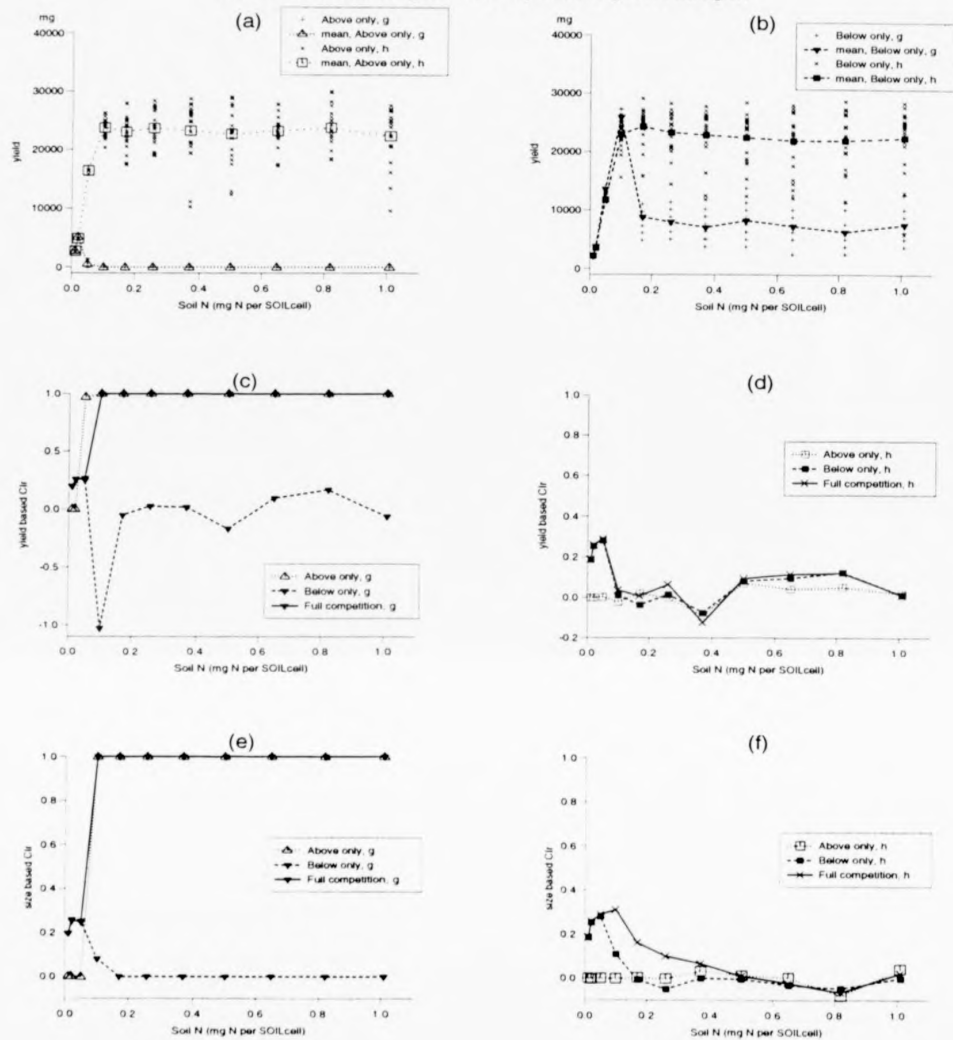 (a)
mg
40000
30000
20000
10000
0
yield
0.0
0.2
0.4
0.6
0.8
1.0
Soil N (mg N per SOILcell)
Above only, g
mean, Above only, g
Above only, h
mean, Above only, h
(b)
mg
40000
30000
20000
10000
0
yield
0.0
0.2
0.4
0.6
0.8
1.0
Soil N (mg N per SOILcell)
Below only, g
mean, Below only, g
Below only, h
mean, Below only, h
(c)
1.0
0.5
0.0
-0.5
-1.0
yield based CIr
0.0
0.2
0.4
0.6
0.8
1.0
Soil N (mg N per SOILcell)
Above only, g
Below only, g
Full competition, g
(d)
1.0
0.8
0.6
0.4
0.2
0.0
-0.2
yield based CIr
0.0
0.2
0.4
0.6
0.8
1.0
Soil N (mg N per SOILcell)
Above only, h
Below only, h
Full competition, h
(e)
1.0
0.8
0.6
0.4
0.2
0.0
size based CIr
0.0
0.2
0.4
0.6
0.8
1.0
Soil N (mg N per SOILcell)
Above only, g
Below only, g
Full competition, g
(f)
1.0
0.8
0.6
0.4
0.2
0.0
size based CIr
0.0
0.2
0.4
0.6
0.8
1.0
Soil N (mg N per SOILcell)
Above only, h
Below only, h
Full competition, h